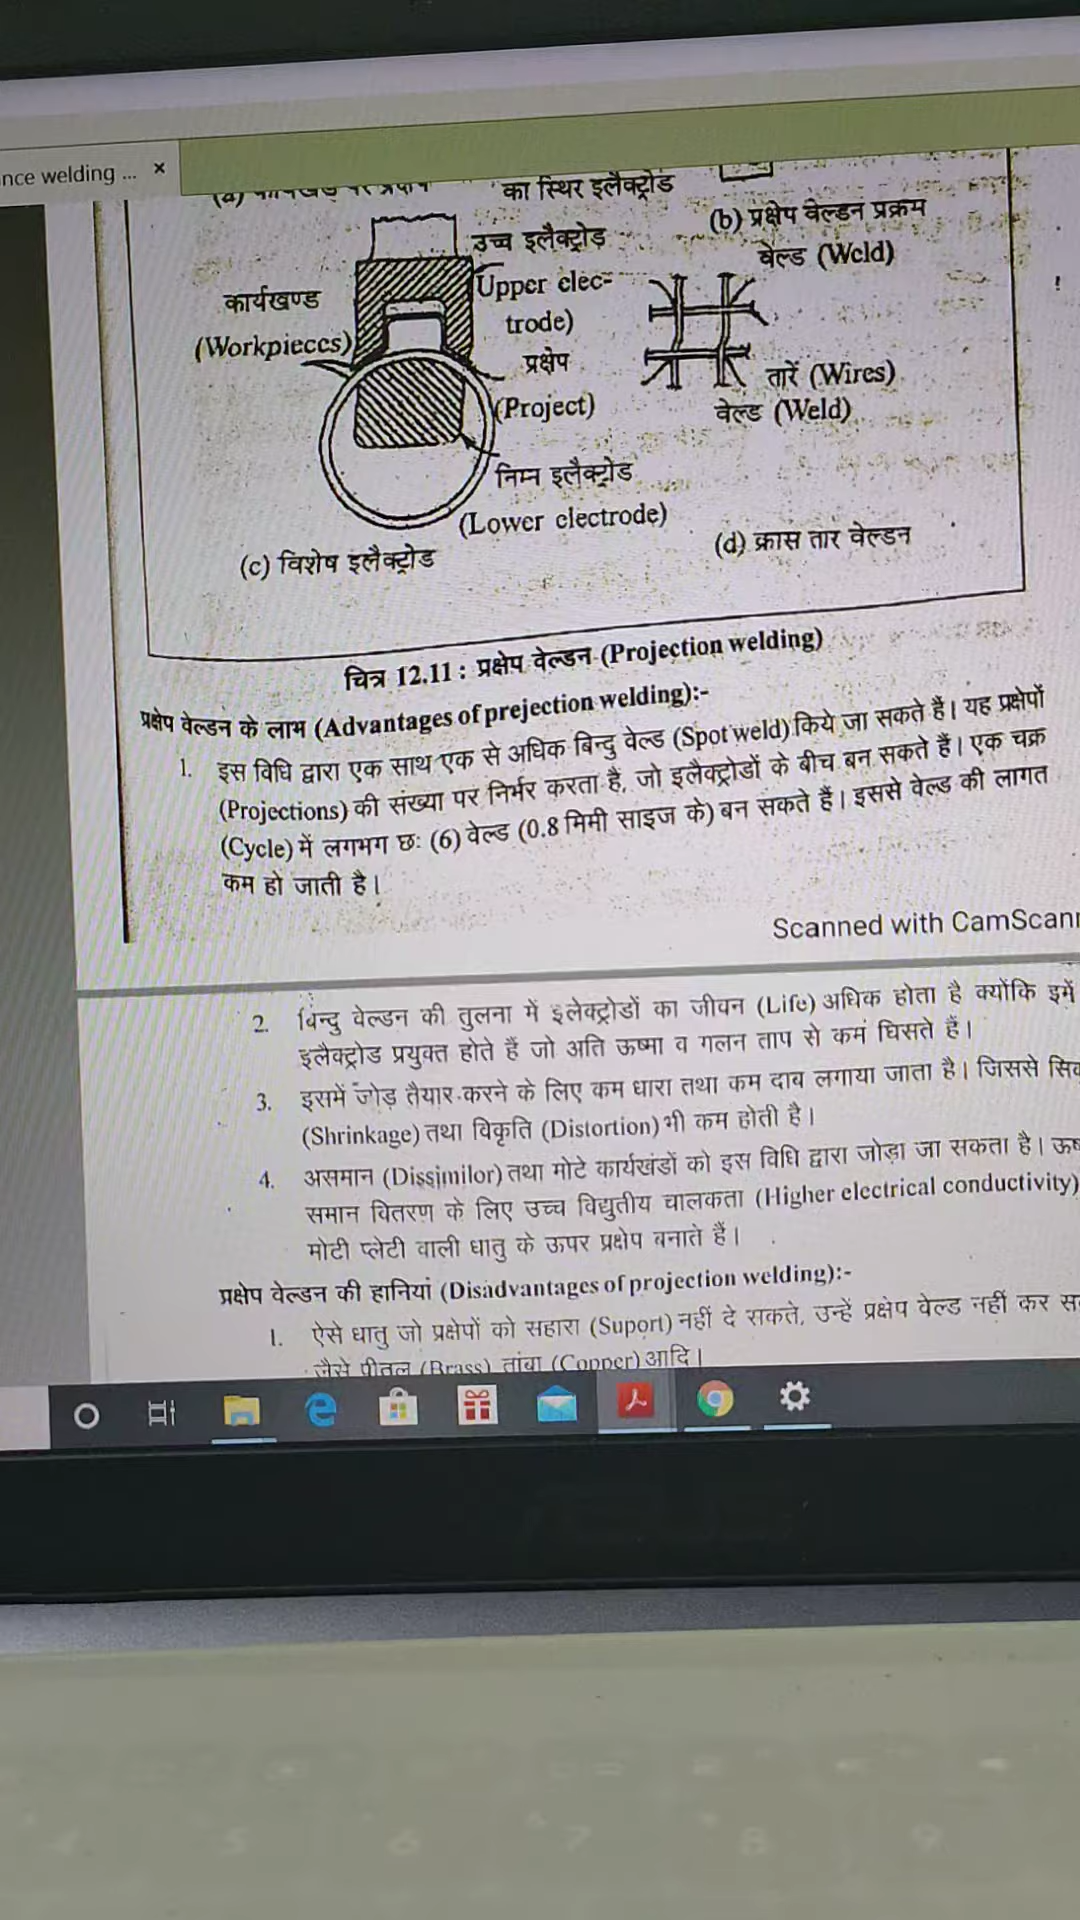 nce welding ... ×
का स्थिर इलैक्ट्रोड
(b) प्रक्षेप वेल्डन प्रक्रम
उच्च इलैक्ट्रोड़
वेल्ड (Weld)
कार्यखण्ड
Upper elec-
trode)
(Workpieces)
प्रक्षेप
तारें (Wires)
(Project)
वेल्ड (Weld)
निम्न इलैक्ट्रोड
(Lower electrode)
(c) विशेष इलैक्ट्रोड
(d) क्रास तार वेल्डन
चित्र 12.11 : प्रक्षेप वेल्डन (Projection welding)
प्रक्षेप वेल्डन के लाभ (Advantages of prejection welding):-
1. इस विधि द्वारा एक साथ एक से अधिक बिन्दु वेल्ड (Spot weld) किये जा सकते हैं। यह प्रक्षेपों
(Projections) की संख्या पर निर्भर करता है, जो इलैक्ट्रोडों के बीच बन सकते हैं। एक चक्र
(Cycle) में लगभग छः (6) वेल्ड (0.8 मिमी साइज के) बन सकते हैं। इससे वेल्ड की लागत
कम हो जाती है।
Scanned with CamScan
2. बिन्दु वेल्डन की तुलना में इलेक्ट्रोडों का जीवन (Life) अधिक होता है क्योंकि इमें
इलैक्ट्रोड प्रयुक्त होते हैं जो अति ऊष्मा व गलन ताप से कम घिसते हैं।
3. इसमें जोड़ तैयार करने के लिए कम धारा तथा कम दाब लगाया जाता है। जिससे
(Shrinkage) तथा विकृति (Distortion) भी कम होती है।
4. असमान (Dissimilor) तथा मोटे कार्यखंडों को इस विधि द्वारा जोड़ा जा सकता है।
समान वितरण के लिए उच्च विद्युतीय चालकता (Higher electrical conductivity)
मोटी प्लेटी वाली धातु के ऊपर प्रक्षेप बनाते हैं।
प्रक्षेप वेल्डन की हानियां (Disadvantages of projection welding):-
1. ऐसे धातु जो प्रक्षेपों को सहारा (Suport) नहीं दे सकते, उन्हें प्रक्षेप वेल्ड नहीं कर
जैसे पीतल (Brass) तांबा (Copper) आदि।